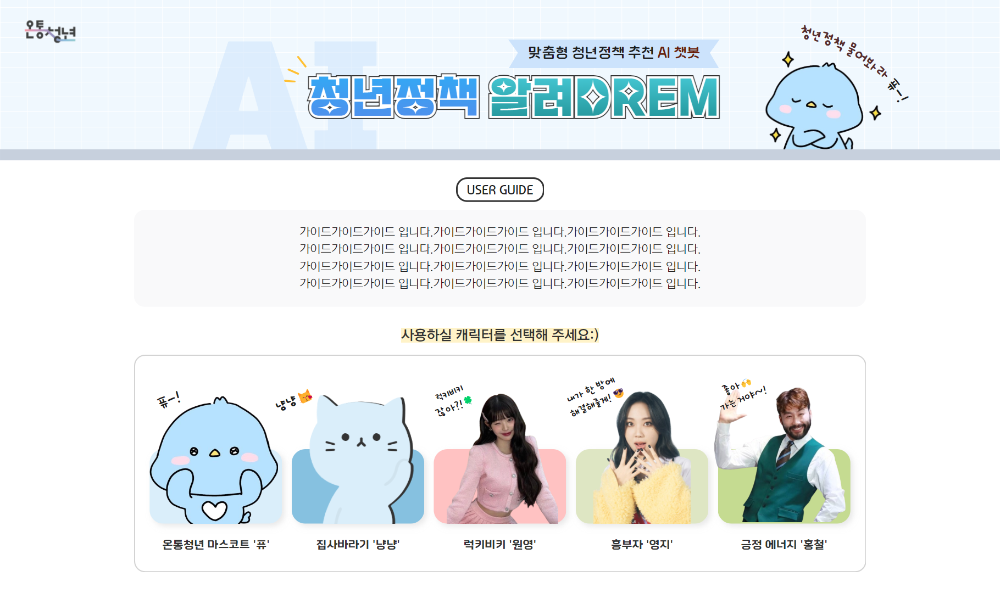 온통청년
AI
맞춤형 청년정책 추천 AI 챗봇
청년정책 알려DREM
청년정책 물어봐라 퓨-!
USER GUIDE
가이드가이드가이드 입니다.가이드가이드가이드 입니다.가이드가이드가이드 입니다.
가이드가이드가이드 입니다.가이드가이드가이드 입니다.가이드가이드가이드 입니다.
가이드가이드가이드 입니다.가이드가이드가이드 입니다.가이드가이드가이드 입니다.
가이드가이드가이드 입니다.가이드가이드가이드 입니다.가이드가이드가이드 입니다.
사용하실 캐릭터를 선택해 주세요:)
퓨-!
냥냥 😽
럭키비키
잖아?!🍀
내가 한 방에
해결해줄게! 😎
좋아🙌
가는 거야~!
온통청년 마스코트 '퓨'
집사바라기 '냥냥'
럭키비키 '원영'
흥부자 '영지'
긍정 에너지 '홍철'